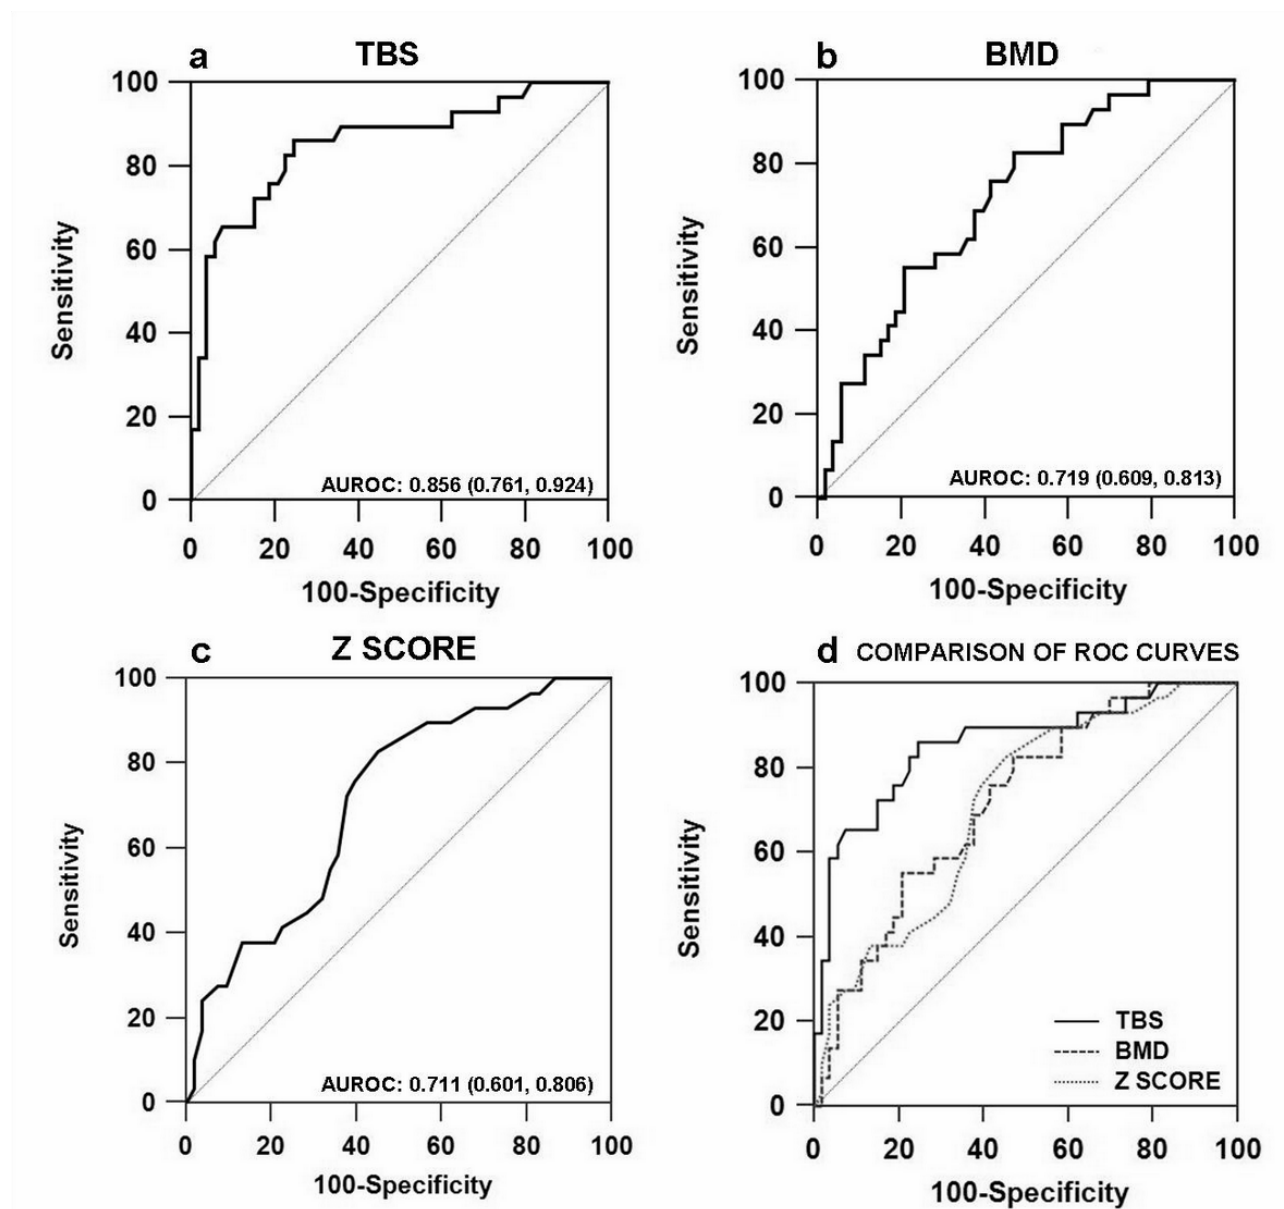 a TBS
100
80
60
40
20
0
Sensitivity
AUROC: 0.856 (0.761, 0.924)
0 20 40 60 80 100
100-Specificity
b BMD
100
80
60
40
20
0
Sensitivity
AUROC: 0.719 (0.609, 0.813)
0 20 40 60 80 100
100-Specificity
c Z SCORE
100
80
60
40
20
0
Sensitivity
AUROC: 0.711 (0.601, 0.806)
0 20 40 60 80 100
100-Specificity
d COMPARISON OF ROC CURVES
100
80
60
40
20
0
Sensitivity
TBS
BMD
Z SCORE
0 20 40 60 80 100
100-Specificity